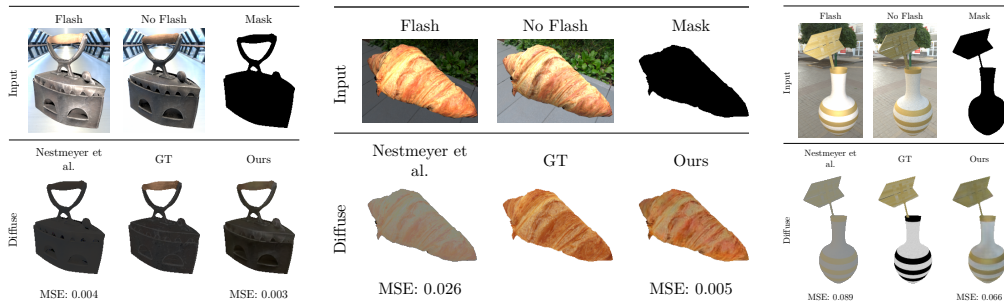 Flash No Flash Mask
Input
Nestmeyer et al. GT Ours
Diffuse
MSE: 0.004 MSE: 0.003
Flash No Flash Mask
Input
Nestmeyer et al. GT Ours
Diffuse
MSE: 0.026 MSE: 0.005
Flash No Flash Mask
Input
Nestmeyer et al. GT Ours
Diffuse
MSE: 0.089 MSE: 0.066